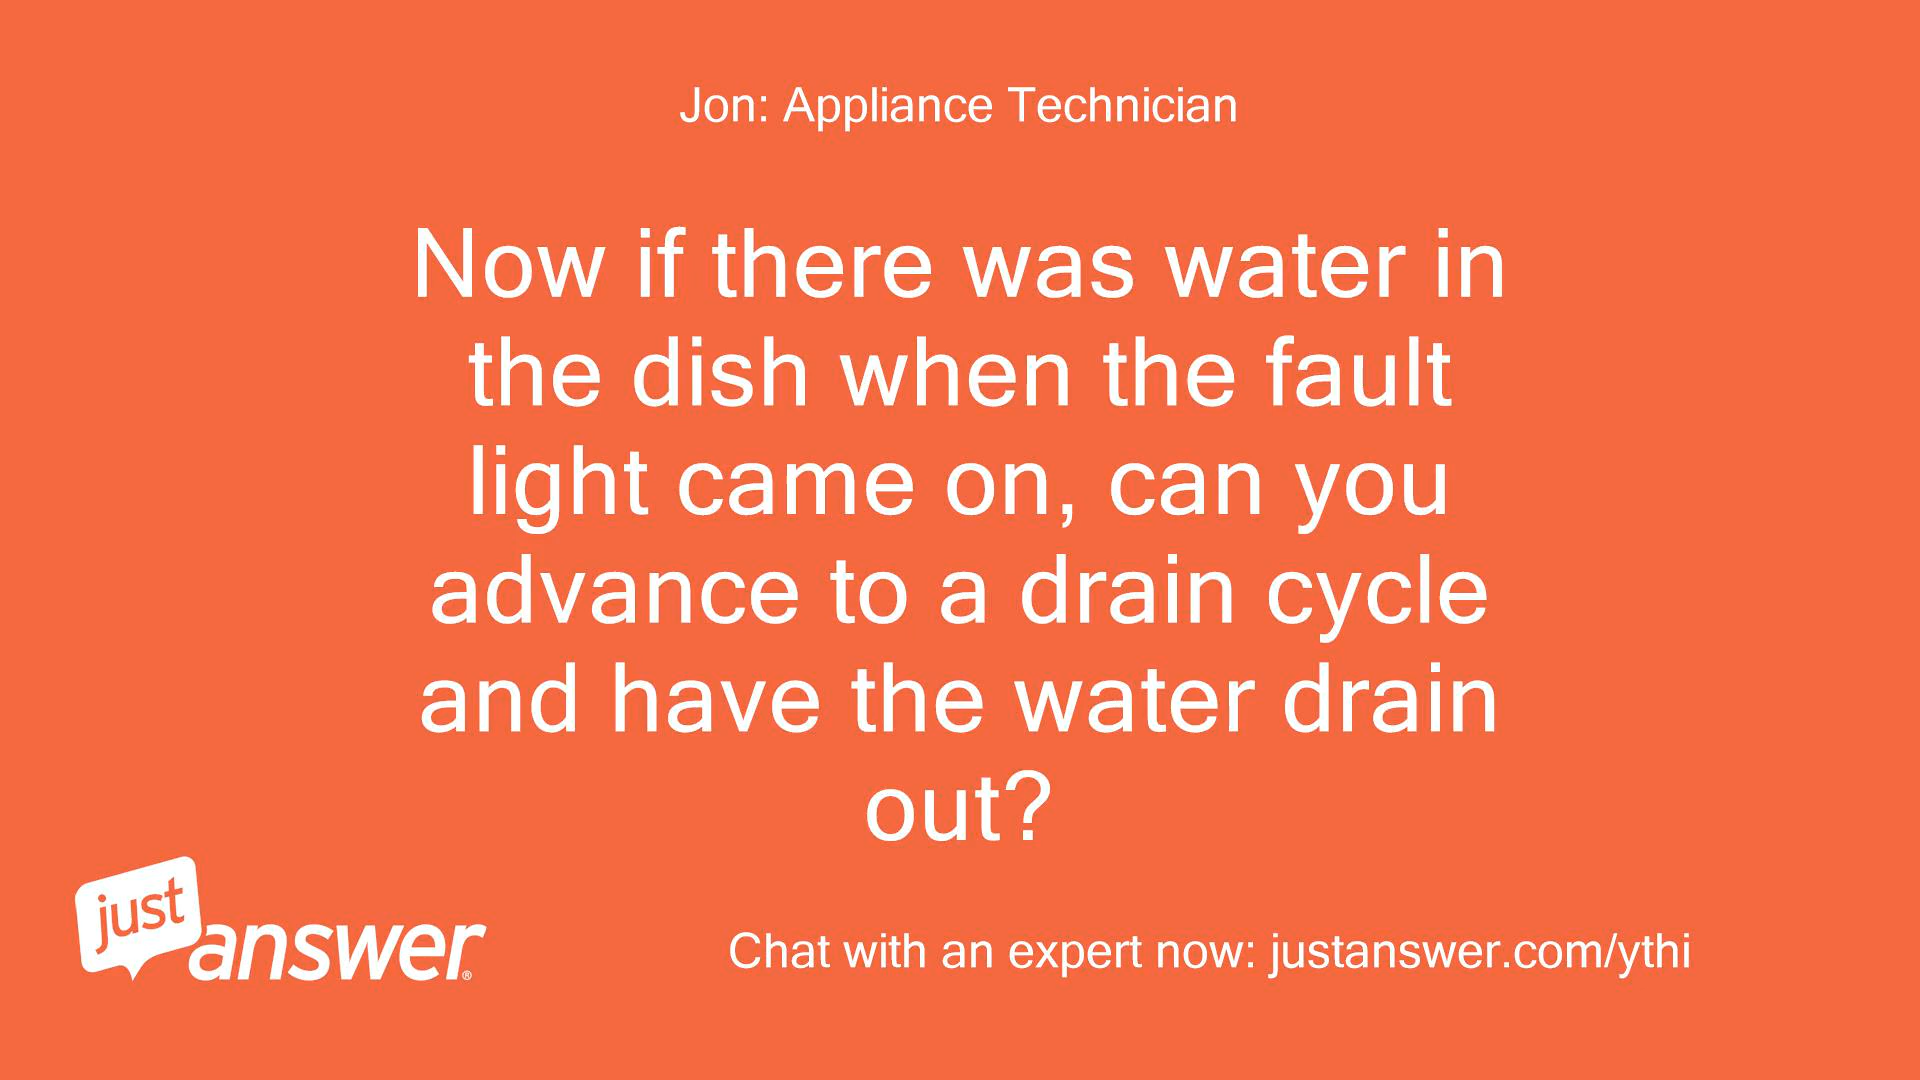 Jon: Appliance Technician
Now if there was water in
the dish when the fault
light came on, can you
advance to a drain cycle
and have the water drain
out?
just
answer®
Chat with an expert now: justanswer.com/ythi